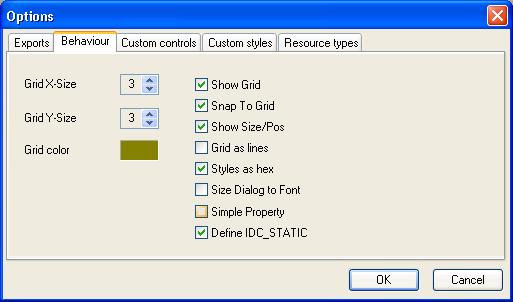 Options
Exports Behaviour Custom controls Custom styles Resource types
Grid X-Size 3
Grid Y-Size 3
Grid color
Show Grid
Snap To Grid
Show Size/Pos
Grid as lines
Styles as hex
Size Dialog to Font
Simple Property
Define IDC_STATIC
OK Cancel